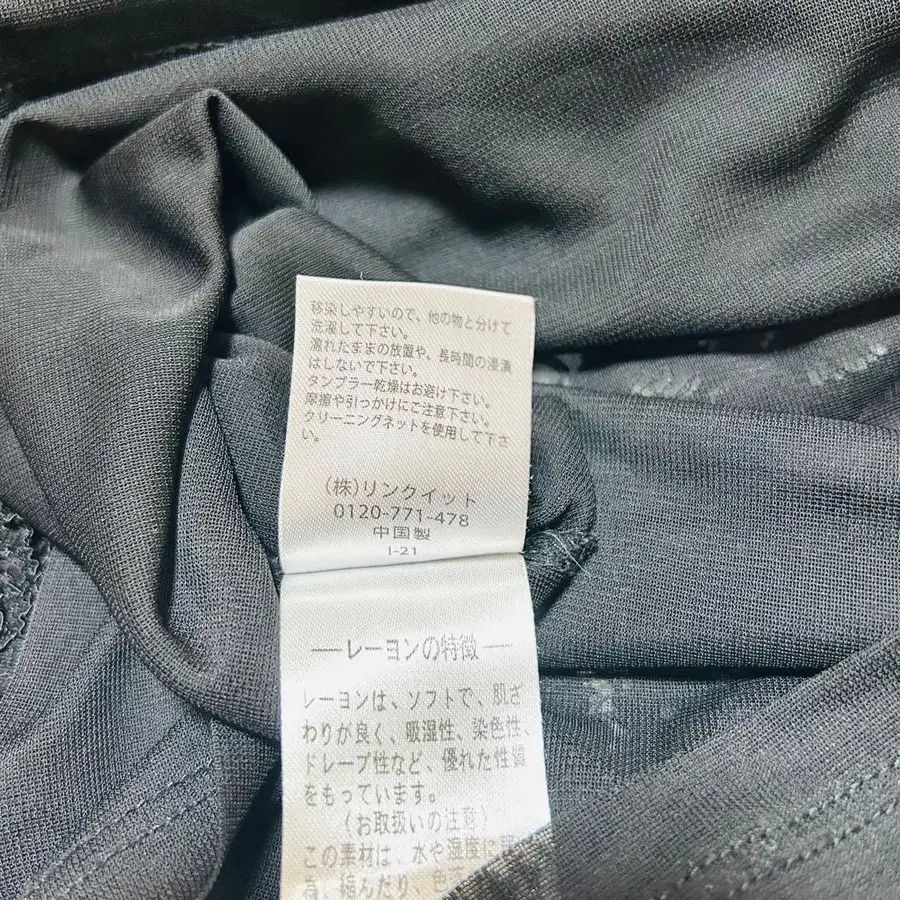 移染しやすいので、他の物と分けて
洗濯して下さい。
濡れたままの放置や、長時間の浸漬
はしないで下さい。
タンブラー乾燥はお避け下さい。
摩擦や引っかけにご注意下さい。
クリーニングネットを使用して下さ
い。
(株)リンクイット
0120-771-478
中国製
I-21
―レーヨンの特徴―
レーヨンは、ソフトで、肌ざ
わりが良く、吸湿性、染色性、
ドレープ性など、優れた性質
をもっています。
〈お取扱いの注意〉
この素材は、水や湿度に
為、縮んだり、色